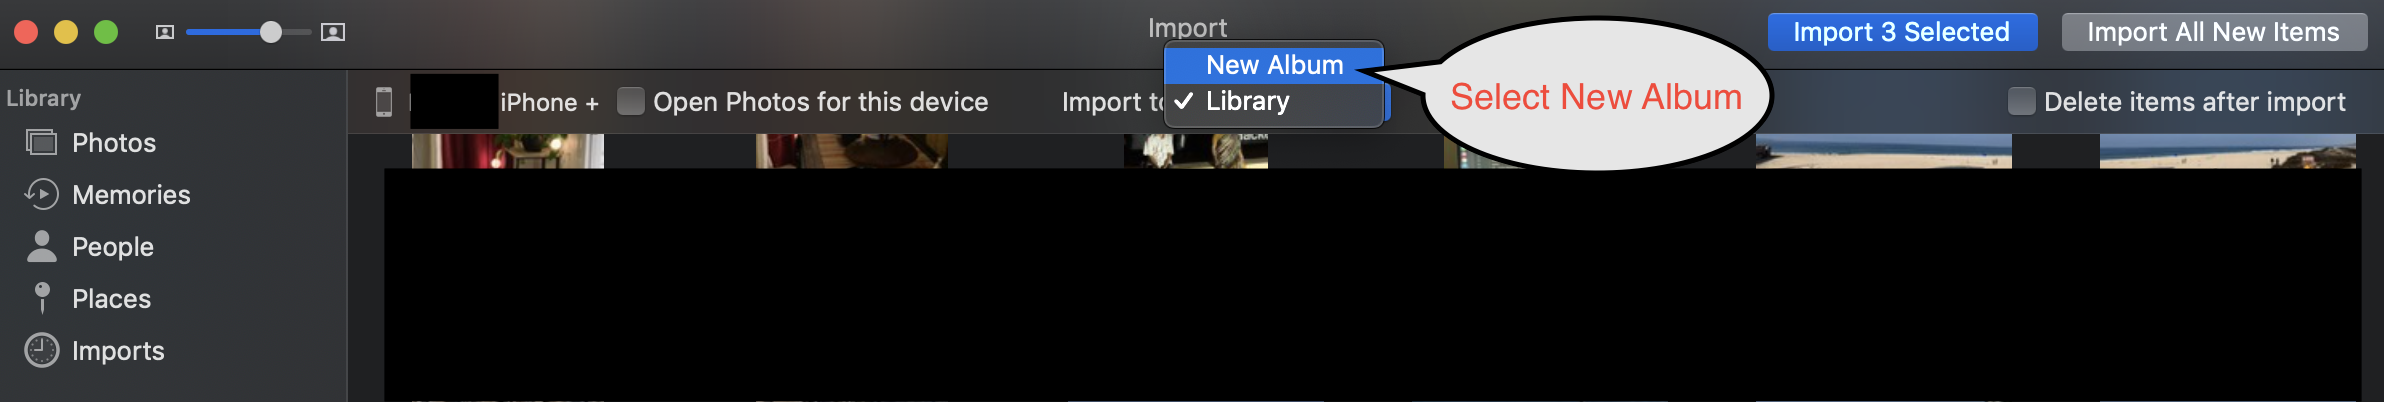 Import
Import 3 Selected
Import All New Items
New Album
Select New Album
Library
iPhone +
Open Photos for this device
Import to
✓ Library
Delete items after import
Photos
Memories
People
Places
Imports